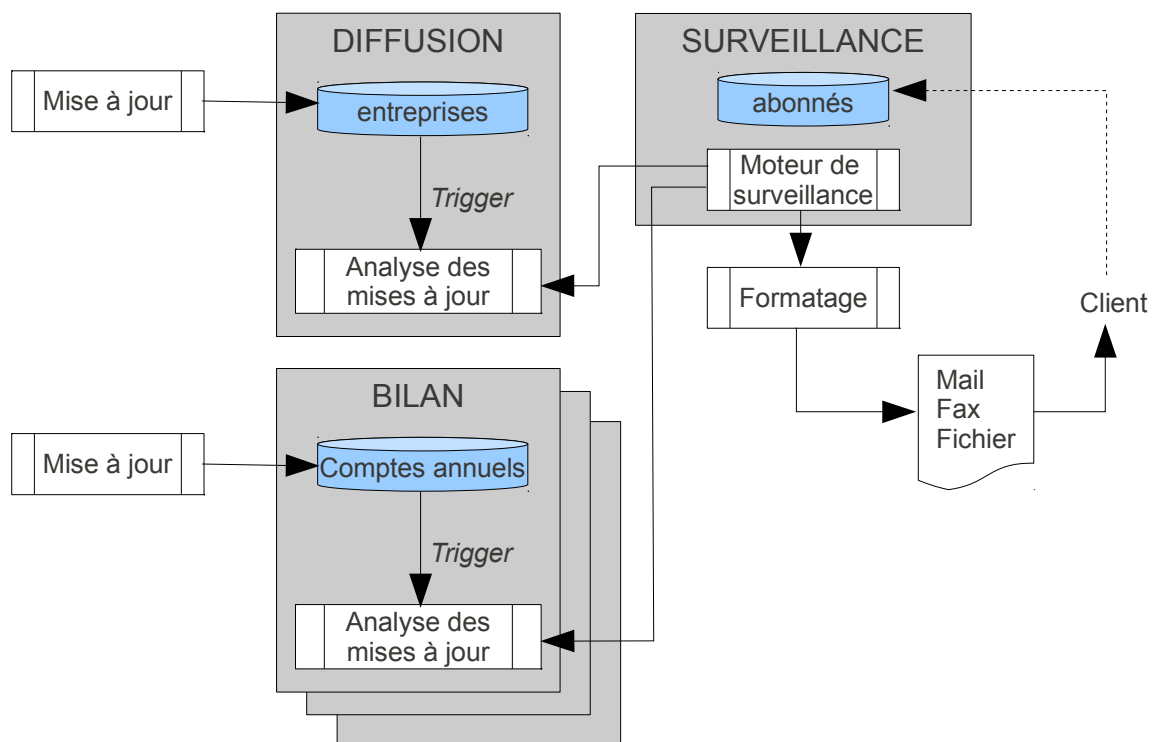 DIFFUSION
SURVEILLANCE
Mise à jour
entreprises
abonnés
Moteur de
surveillance
Trigger
Analyse des
mises à jour
Formatage
Client
BILAN
Mail
Fax
Fichier
Mise à jour
Comptes annuels
Trigger
Analyse des
mises à jour